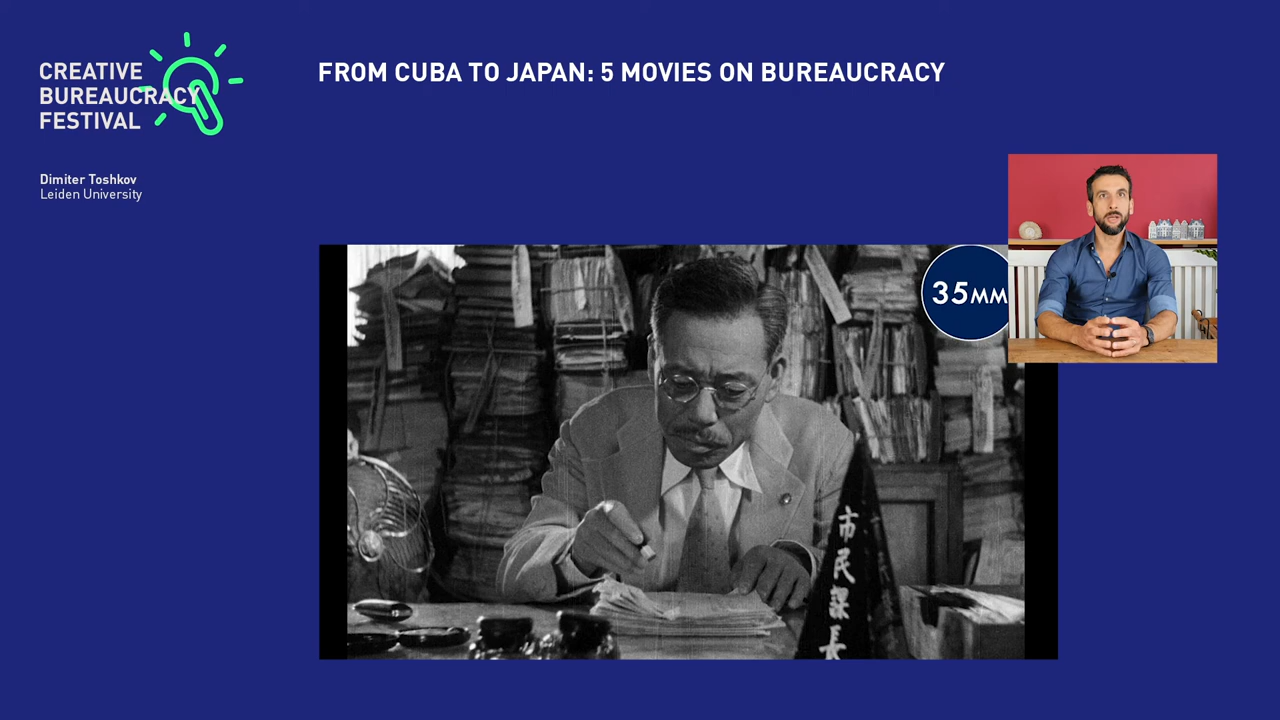 CREATIVE
BUREAUCRACY
FESTIVAL
FROM CUBA TO JAPAN: 5 MOVIES ON BUREAUCRACY
Dimiter Toshkov
Leiden University
35MM
市民課長